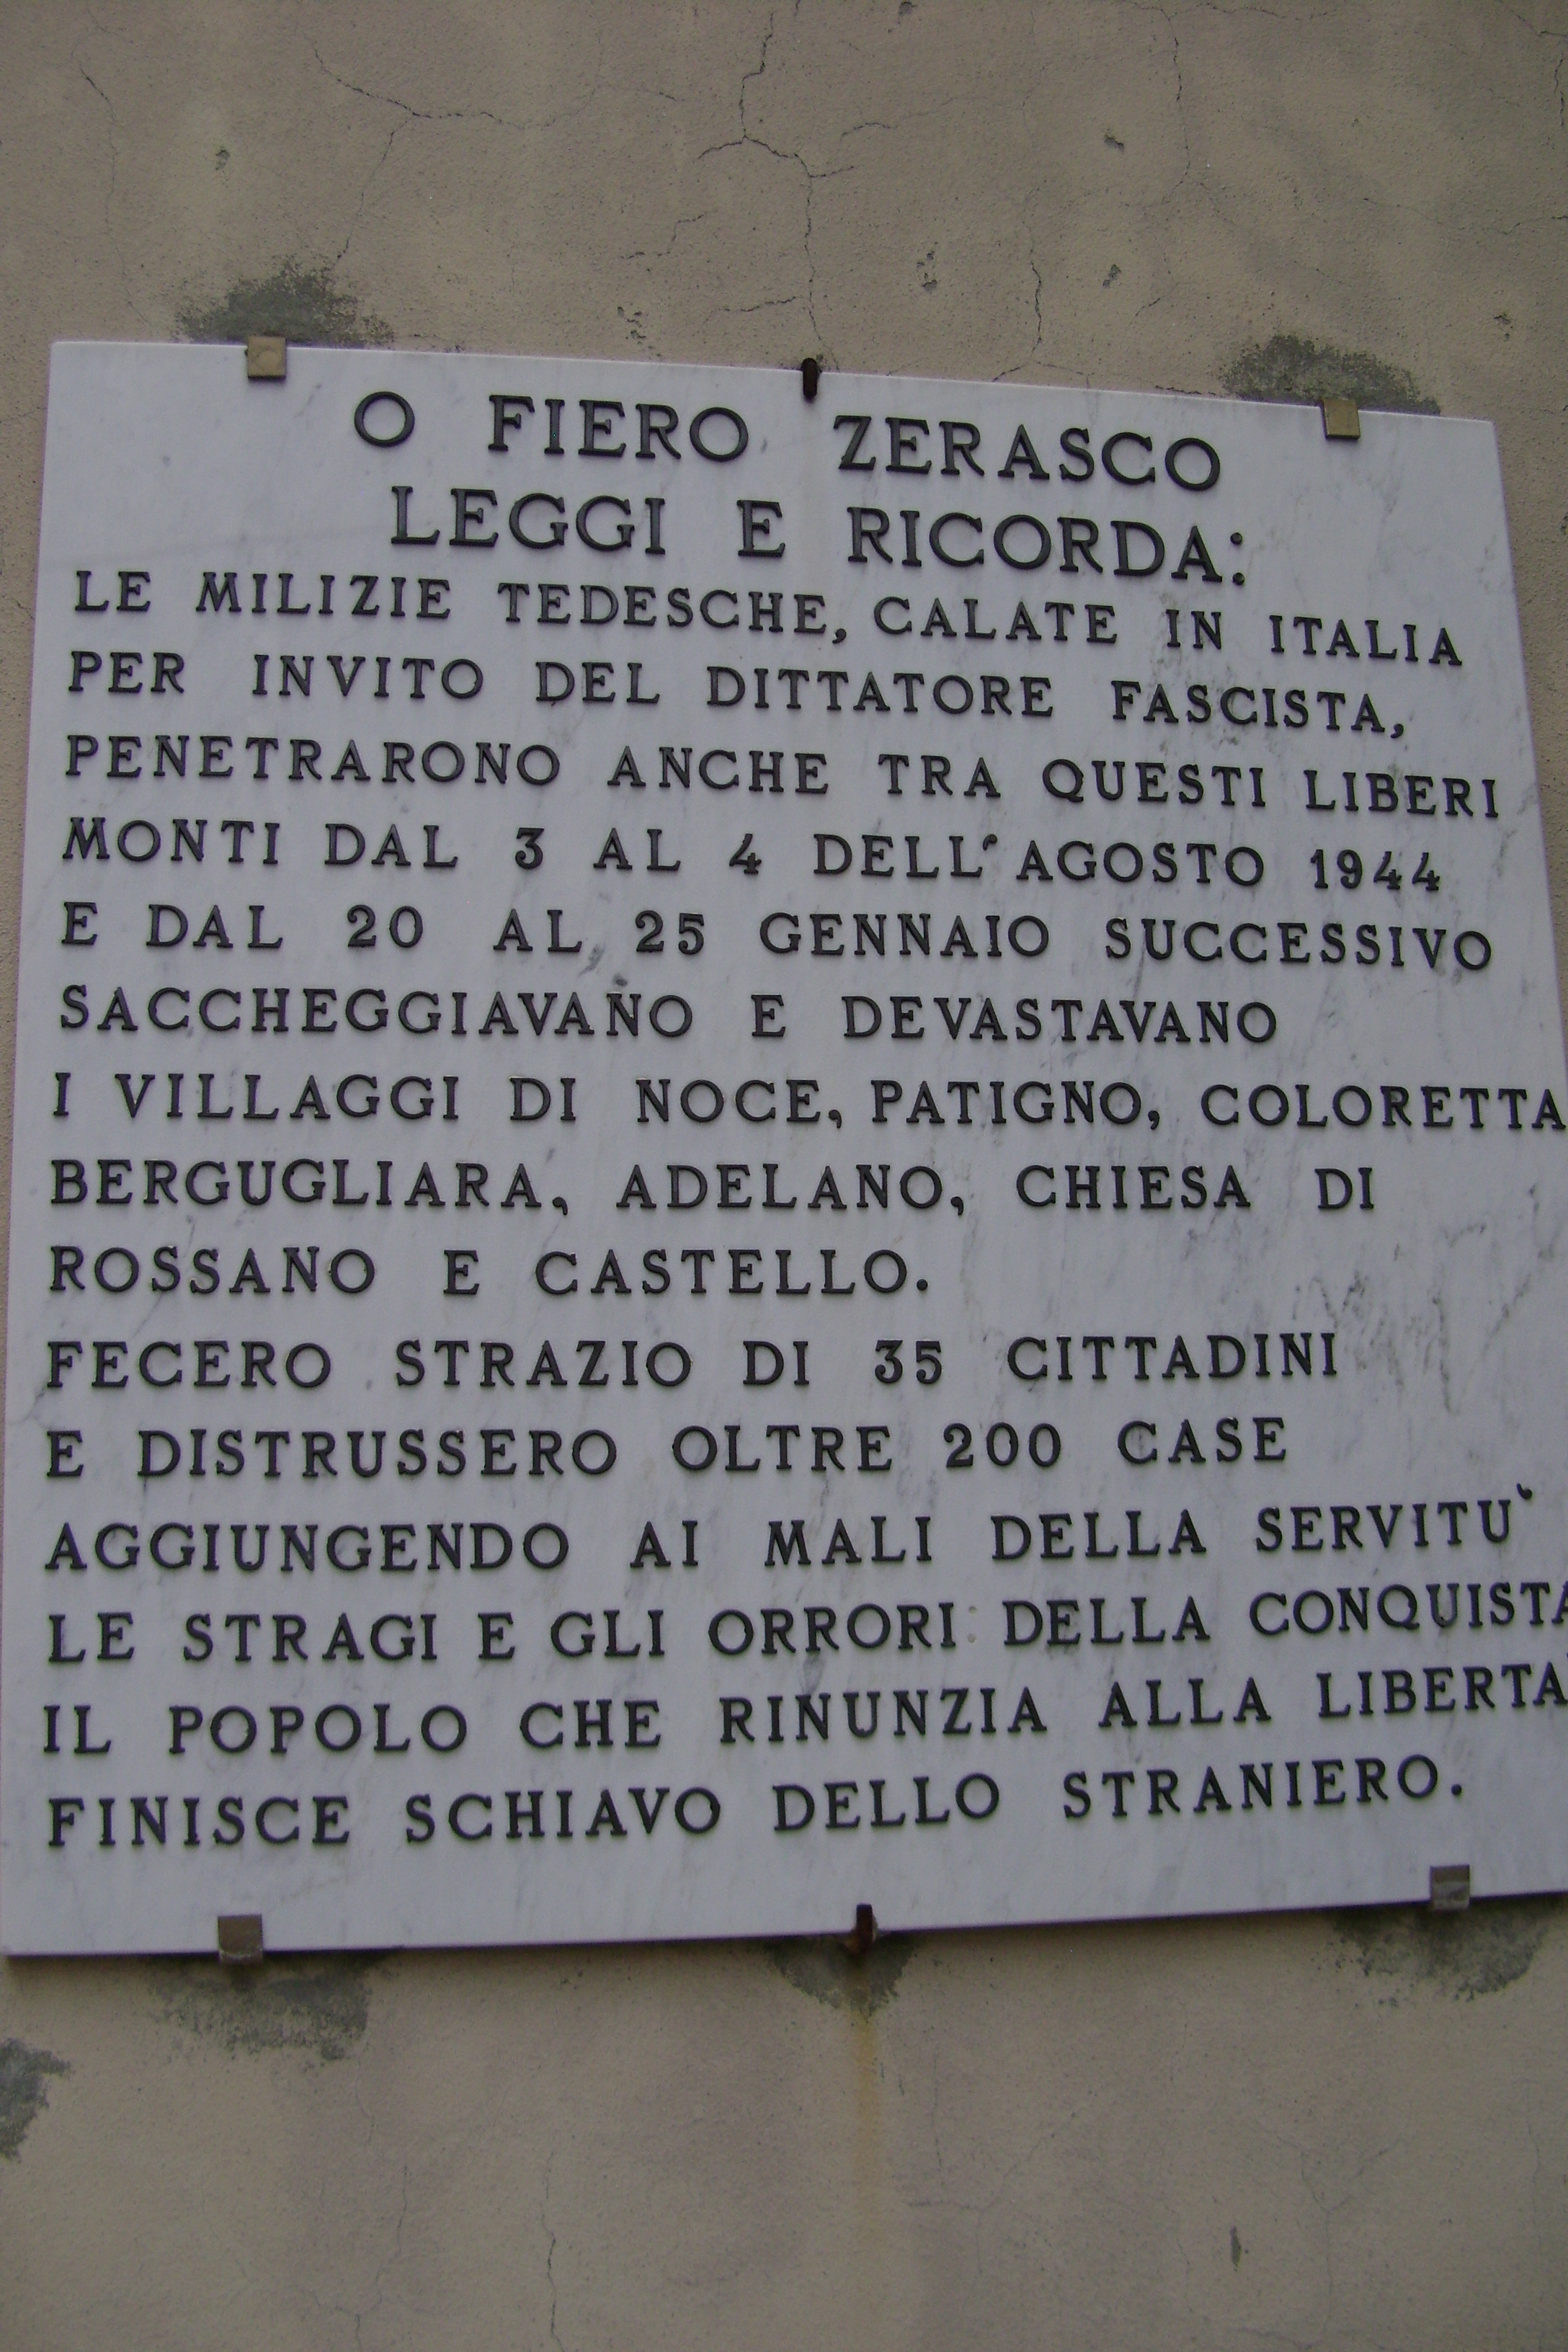 O FIERO ZERASCO
LEGGI E RICORDA:
LE MILIZIE TEDESCHE, CALATE IN ITALIA
PER INVITO DEL DITTATORE FASCISTA,
PENETRARONO ANCHE TRA QUESTI LIBERI
MONTI DAL 3 AL 4 DELL'AGOSTO 1944
E DAL 20 AL 25 GENNAIO SUCCESSIVO
SACCHEGGIAVANO E DEVASTAVANO
I VILLAGGI DI NOCE, PATIGNO, COLORETTA
BERGUGLIARA, ADELANO, CHIESA DI
ROSSANO E CASTELLO.
FECERO STRAZIO DI 35 CITTADINI
E DISTRUSSERO OLTRE 200 CASE
AGGIUNGENDO AI MALI DELLA SERVITU'
LE STRAGI E GLI ORRORI DELLA CONQUISTA
IL POPOLO CHE RINUNZIA ALLA LIBERTA'
FINISCE SCHIAVO DELLO STRANIERO.